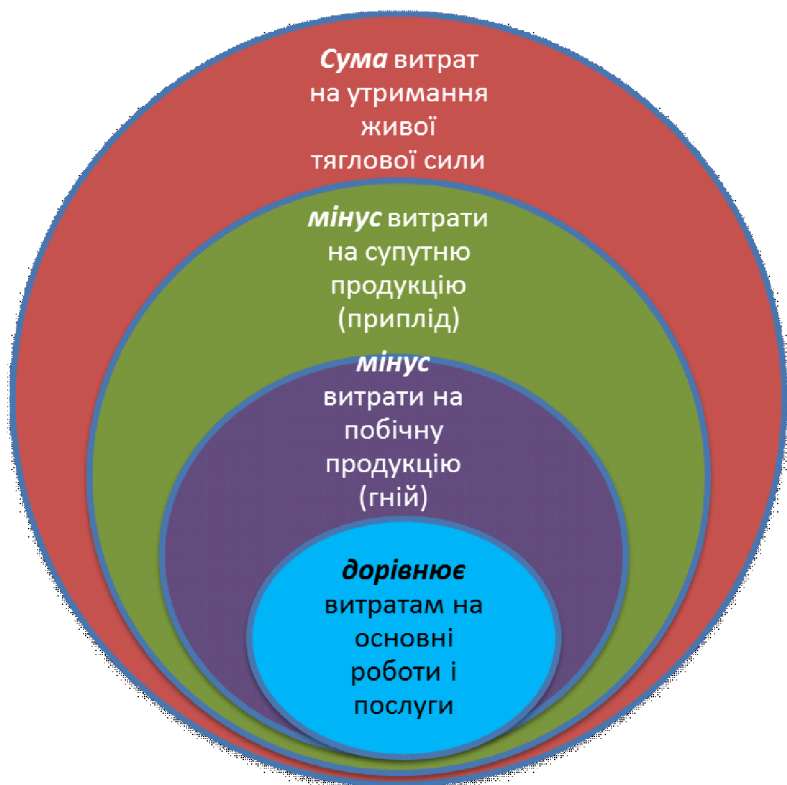 Сума витрат
на утримання
живої
тяглової сили
мінус витрати
на супутню
продукцію
(приплід)
мінус
витрати на
побічну
продукцію
(гній)
дорівнює
витратам на
основні
роботи і
послуги